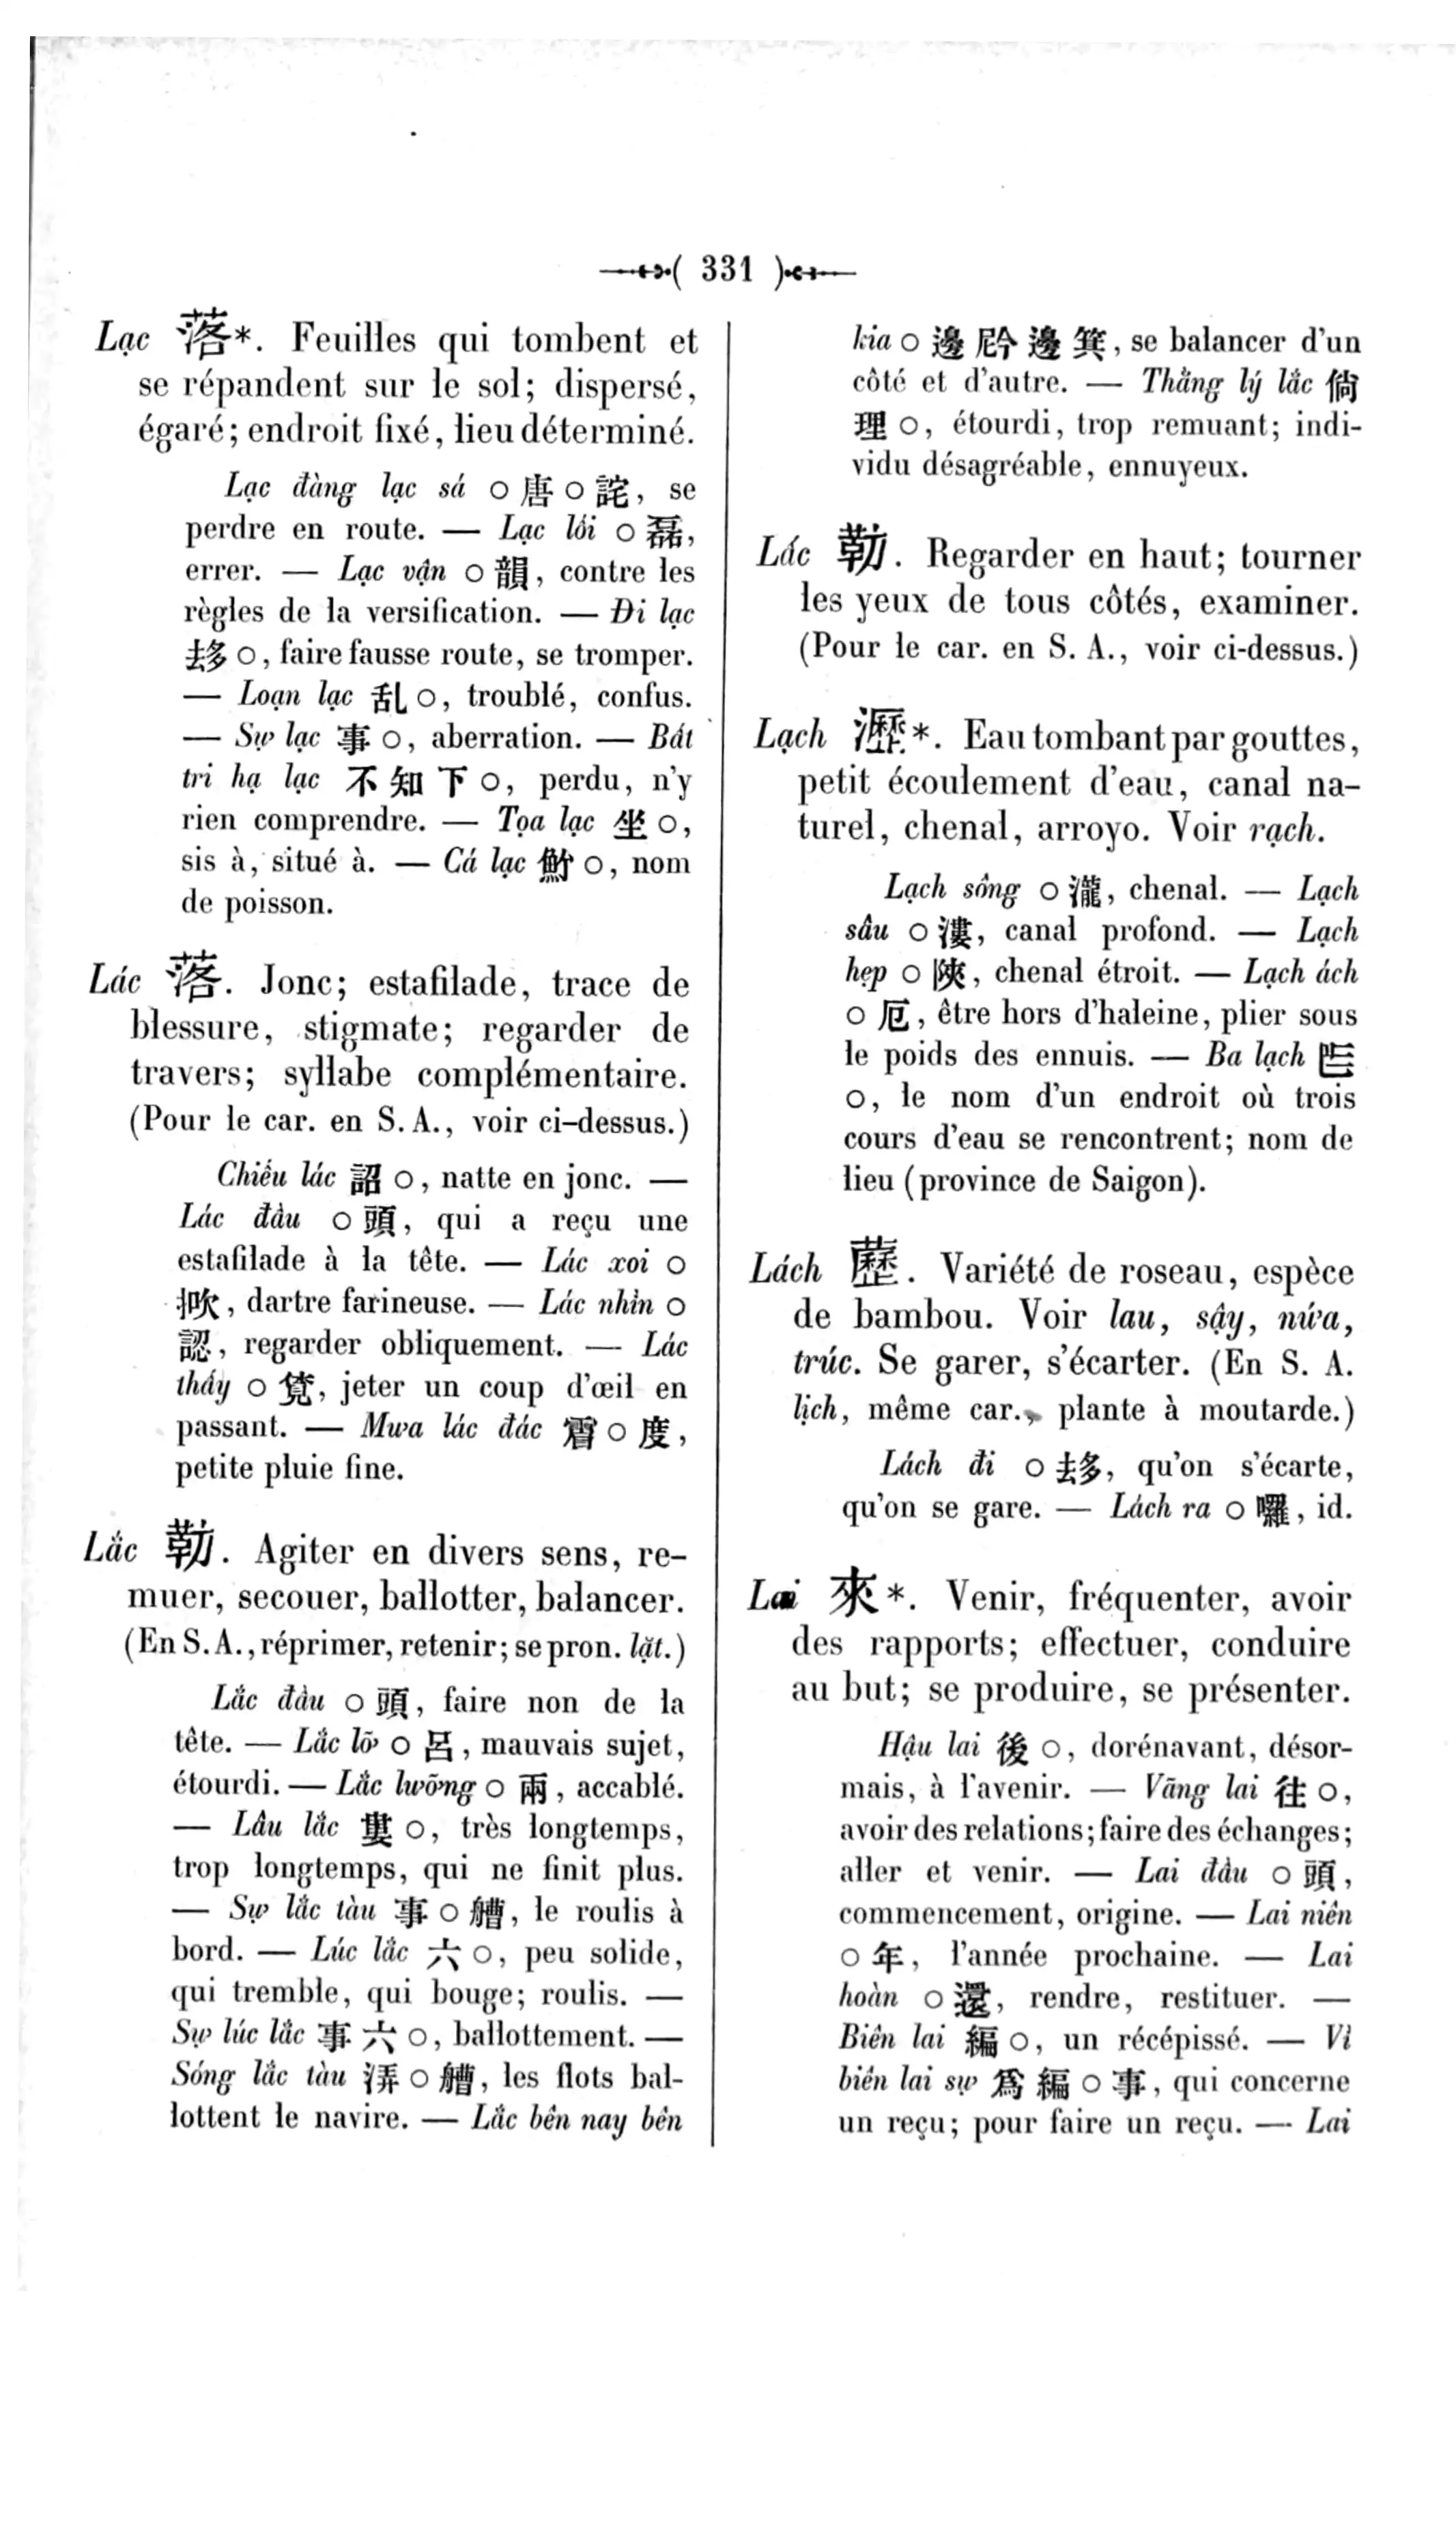 ( 331 )
Lạc 落*. Feuilles qui tombent et
se répandent sur le sol; dispersé,
égaré; endroit fixé, lieu déterminé.
Lạc đàng lạc sá ○ 唐 ○ 詫, se
perdre en route. — Lạc lối ○ 磊,
errer. — Lạc vận ○ 韻, contre les
règles de la versification. — Đi lạc
𠫾 ○, faire fausse route, se tromper.
— Loạn lạc 乱 ○, troublé, confus.
— Sự lạc 事 ○, aberration. — Bất
tri hạ lạc 不 知 下 ○, perdu, n'y
rien comprendre. — Tọa lạc 坐 ○,
sis à, situé à. — Cá lạc ○, nom
de poisson.
Lác 落. Jonc; estafilade, trace de
blessure, stigmate; regarder de
travers; syllabe complémentaire.
(Pour le car. en S. A., voir ci-dessus.)
Chiếu lác 詔 ○, natte en jonc. —
Lác đầu ○ 頭, qui a reçu une
estafilade à la tête. — Lác xoi ○
, dartre farineuse. — Lác nhìn ○
認, regarder obliquement. — Lác
thấy ○ 覓, jeter un coup d'œil en
passant. — Mưa lác đác 霤 ○ 度,
petite pluie fine.
Lắc 勒. Agiter en divers sens, re-
muer, secouer, ballotter, balancer.
(En S. A., réprimer, retenir; se pron. lặt.)
Lắc đầu ○ 頭, faire non de la
tête. — Lắc lỡ ○ 呂, mauvais sujet,
étourdi. — Lắc lưỡng ○ 兩, accablé.
— Lâu lắc 婁 ○, très longtemps,
trop longtemps, qui ne finit plus.
— Sự lắc tàu 事 ○ 艚, le roulis à
bord. — Lúc lắc 六 ○, peu solide,
qui tremble, qui bouge; roulis. —
Sự lúc lắc 事 六 ○, ballottement. —
Sóng lắc tàu ○ 艚, les flots bal-
lottent le navire. — Lắc bên nay bên
kia ○ 邊 邊 箕, se balancer d'un
côté et d'autre. — Thằng lý lắc 倘
理 ○, étourdi, trop remuant; indi-
vidu désagréable, ennuyeux.
Lấc 勒. Regarder en haut; tourner
les yeux de tous côtés, examiner.
(Pour le car. en S. A., voir ci-dessus.)
Lạch 瀝*. Eau tombant par gouttes,
petit écoulement d'eau, canal na-
turel, chenal, arroyo. Voir rạch.
Lạch sông ○ 瀧, chenal. — Lạch
sâu ○ 漊, canal profond. — Lạch
hẹp ○ 陜, chenal étroit. — Lạch ách
○ 厄, être hors d'haleine, plier sous
le poids des ennuis. — Ba lạch 𠀧
○, le nom d'un endroit où trois
cours d'eau se rencontrent; nom de
lieu (province de Saigon).
Lách 藶. Variété de roseau, espèce
de bambou. Voir lau, sậy, nứa,
trúc. Se garer, s'écarter. (En S. A.
lịch, même car., plante à moutarde.)
Lách đi ○ 𠫾, qu'on s'écarte,
qu'on se gare. — Lách ra ○ 囉, id.
Lai 來*. Venir, fréquenter, avoir
des rapports; effectuer, conduire
au but; se produire, se présenter.
Hậu lai 後 ○, dorénavant, désor-
mais, à l'avenir. — Vãng lai 往 ○,
avoir des relations; faire des échanges;
aller et venir. — Lai đầu ○ 頭,
commencement, origine. — Lai niên
○ 年, l'année prochaine. — Lai
hoàn ○ 還, rendre, restituer. —
Biên lai 編 ○, un récépissé. — Vì
biên lai sự 爲 編 ○ 事, qui concerne
un reçu; pour faire un reçu. — Lai